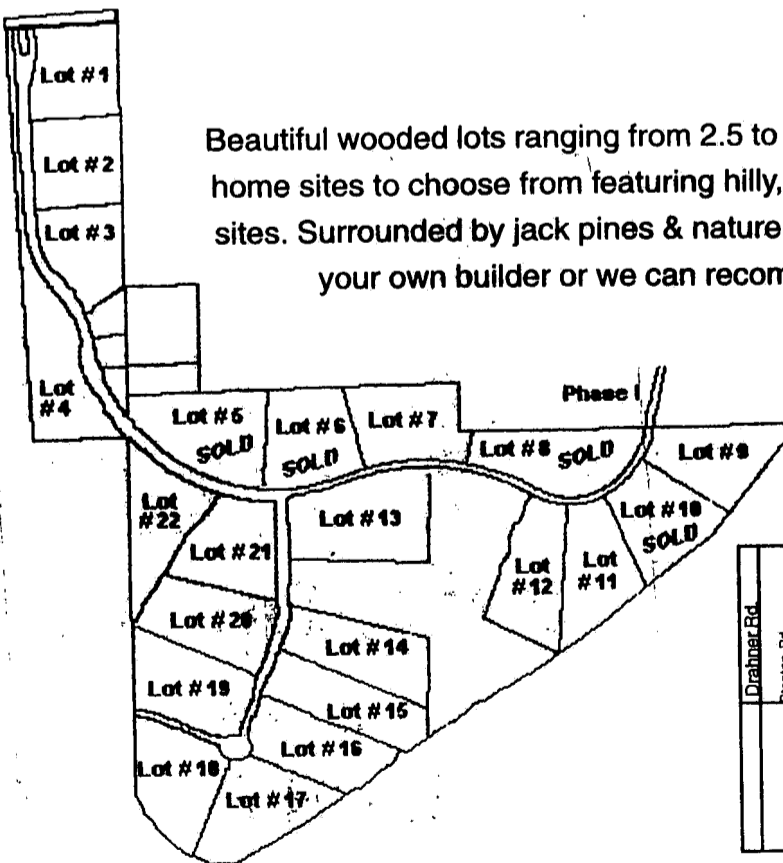 Lot #1
Beautiful wooded lots ranging from 2.5 to
Lot #2
home sites to choose from featuring hilly,
Lot #3
sites. Surrounded by jack pines & nature
your own builder or we can recom
Lot
#4
Phase I
Lot #5
SOLD
Lot #6
SOLD
Lot #7
Lot #8 SOLD
Lot #9
Lot
#22
Lot #13
Lot #10
SOLD
Lot #21
Lot
#12
Lot
#11
Lot #20
Lot #14
Lot #19
Lot #15
Lot #16
Lot #18
Lot #17
Drahner Rd.